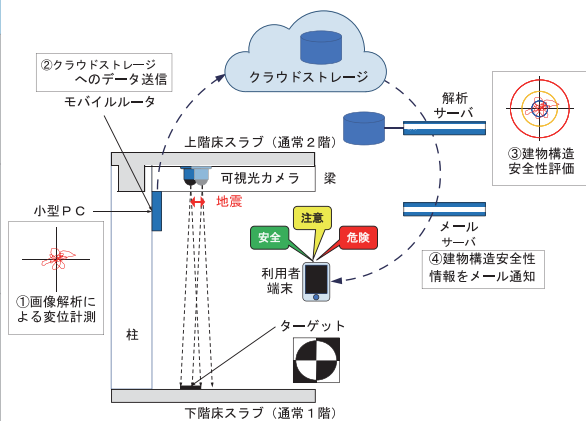 ②クラウドストレージ
へのデータ送信
モバイルルータ
クラウドストレージ
解析
サーバ
上階床スラブ（通常２階）
可視光カメラ
梁
地震
小型ＰＣ
③建物構造
安全性評価
注意
安全
危険
メール
サーバ
④建物構造安全性
情報をメール通知
利用者
端末
①画像解析に
よる変位計測
柱
ターゲット
下階床スラブ（通常１階）